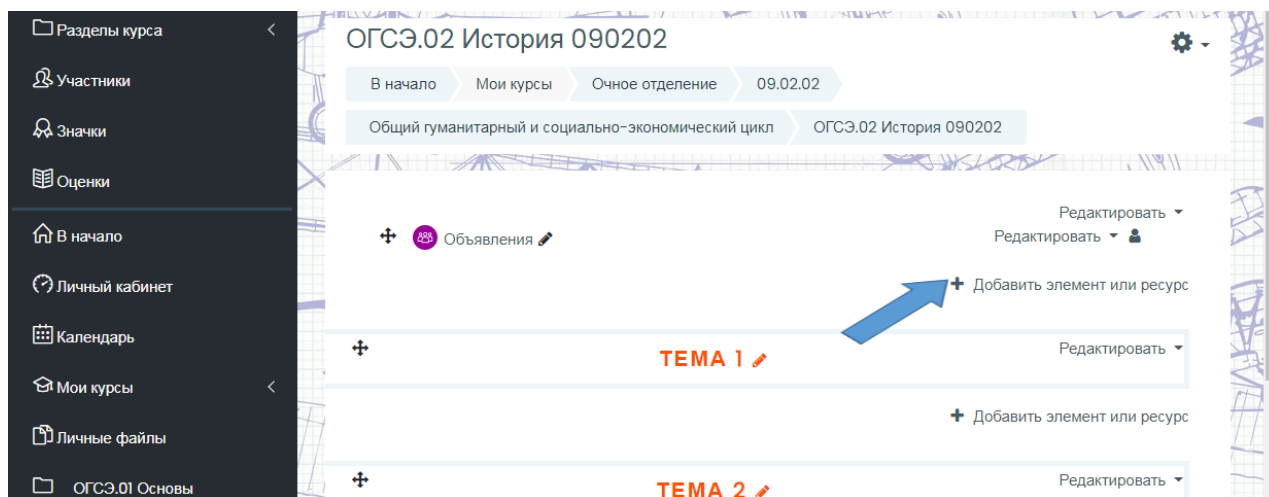 Разделы курса
Участники
Значки
Оценки
В начало
Личный кабинет
Календарь
Мои курсы
Личные файлы
ОГСЭ.01 Основы
ОГСЭ.02 История 090202
В начало Мои курсы Очное отделение 09.02.02
Общий гуманитарный и социально-экономический цикл ОГСЭ.02 История 090202
Редактировать
Объявления Редактировать
Добавить элемент или ресурс
ТЕМА 1 Редактировать
Добавить элемент или ресурс
ТЕМА 2 Редактировать